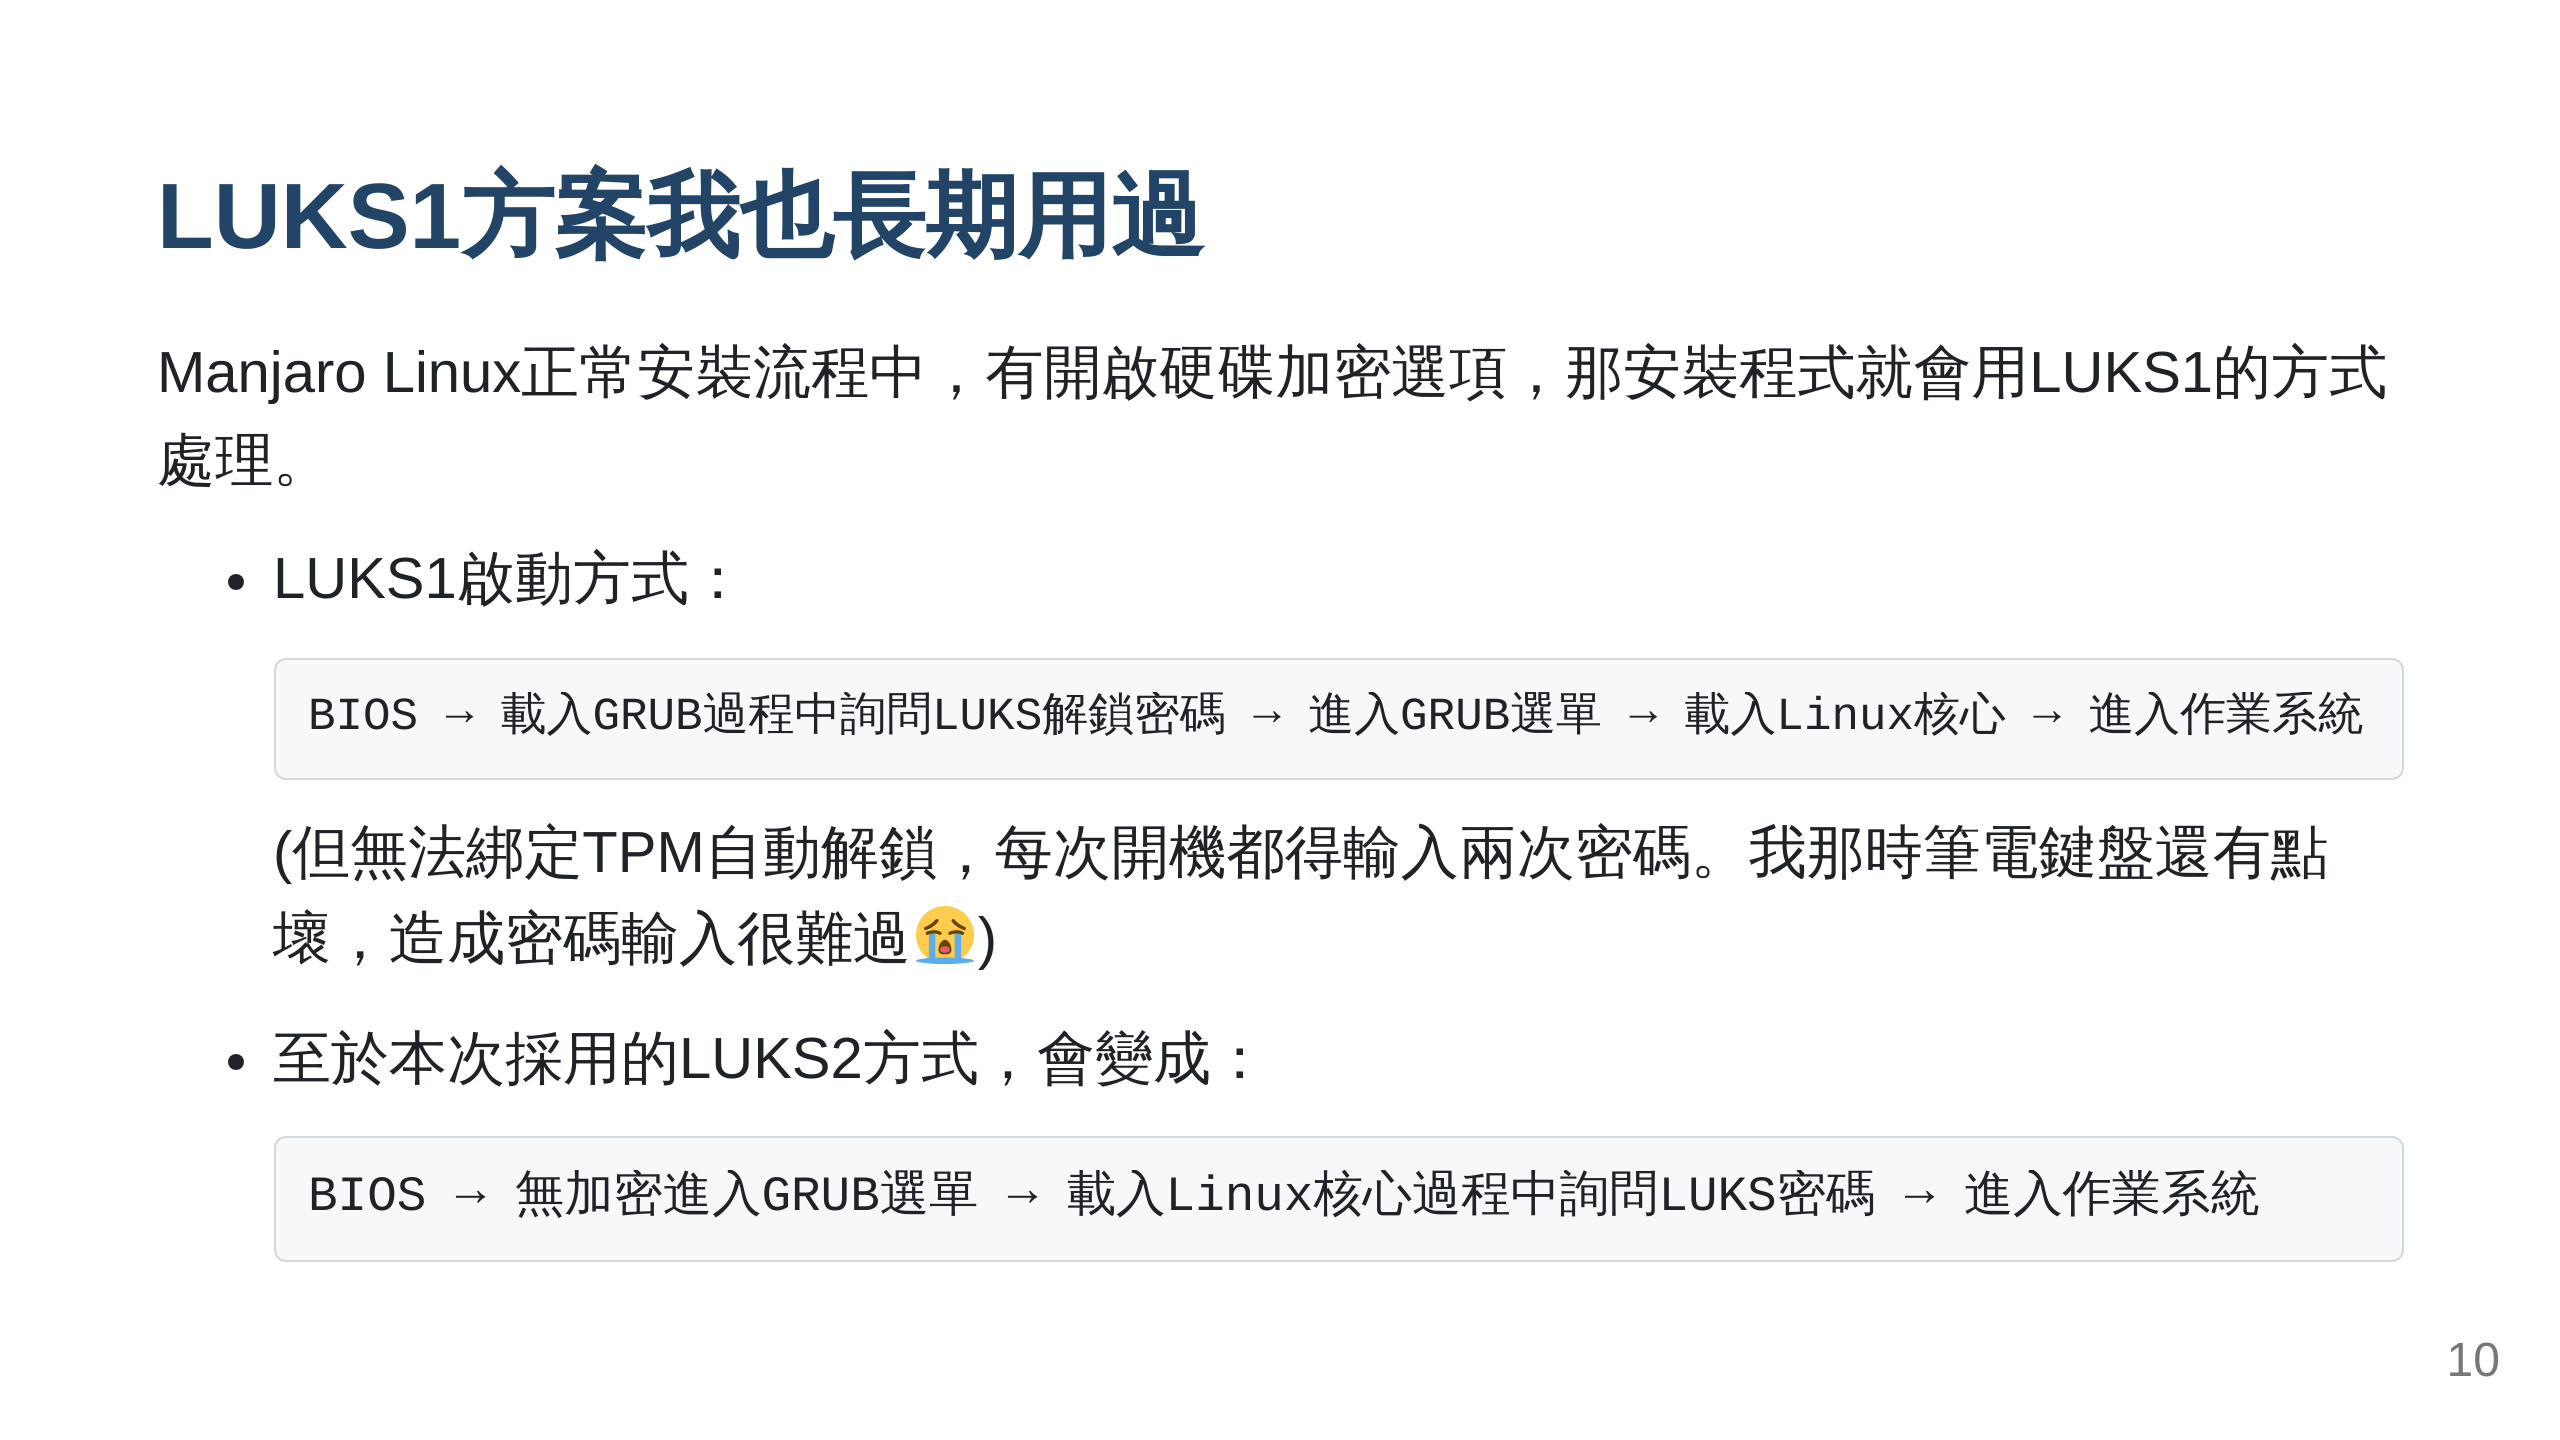 LUKS1方案我也長期用過
Manjaro Linux正常安裝流程中，有開啟硬碟加密選項，那安裝程式就會用LUKS1的方式
處理。
• LUKS1啟動方式：
BIOS → 載入GRUB過程中詢問LUKS解鎖密碼 → 進入GRUB選單 → 載入Linux核心 → 進入作業系統
(但無法綁定TPM自動解鎖，每次開機都得輸入兩次密碼。我那時筆電鍵盤還有點
壞，造成密碼輸入很難過😭)
• 至於本次採用的LUKS2方式，會變成：
BIOS → 無加密進入GRUB選單 → 載入Linux核心過程中詢問LUKS密碼 → 進入作業系統
10